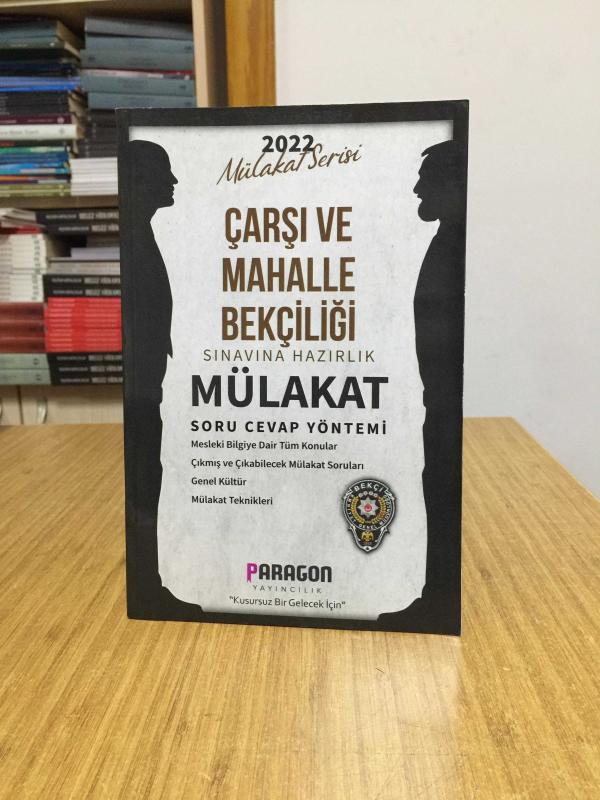 2022
Mülakat Serisi
ÇARŞI VE
MAHALLE
BEKÇİLİĞİ
SINAVINA HAZIRLIK
MÜLAKAT
SORU CEVAP YÖNTEMİ
Mesleki Bilgiye Dair Tüm Konular
Çıkmış ve Çıkabilecek Mülakat Soruları
Genel Kültür
Mülakat Teknikleri
BEKÇİ
PARAGON
YAYINCILIK
"Kusursuz Bir Gelecek İçin"